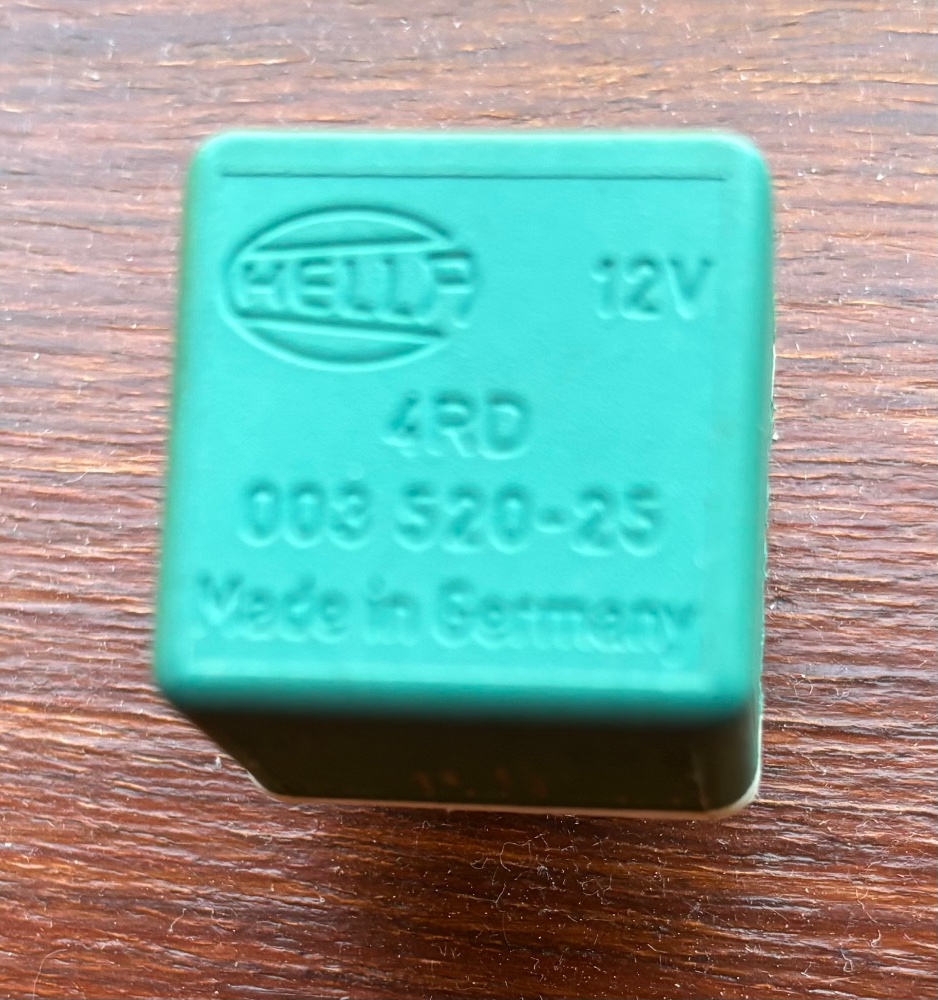 HELLA 12V
4RD
003 520-25
Made in Germany